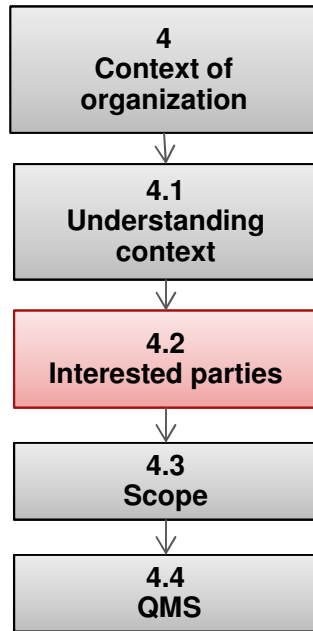 4
Context of
organization
4.1
Understanding
context
4.2
Interested parties
4.3
Scope
4.4
QMS